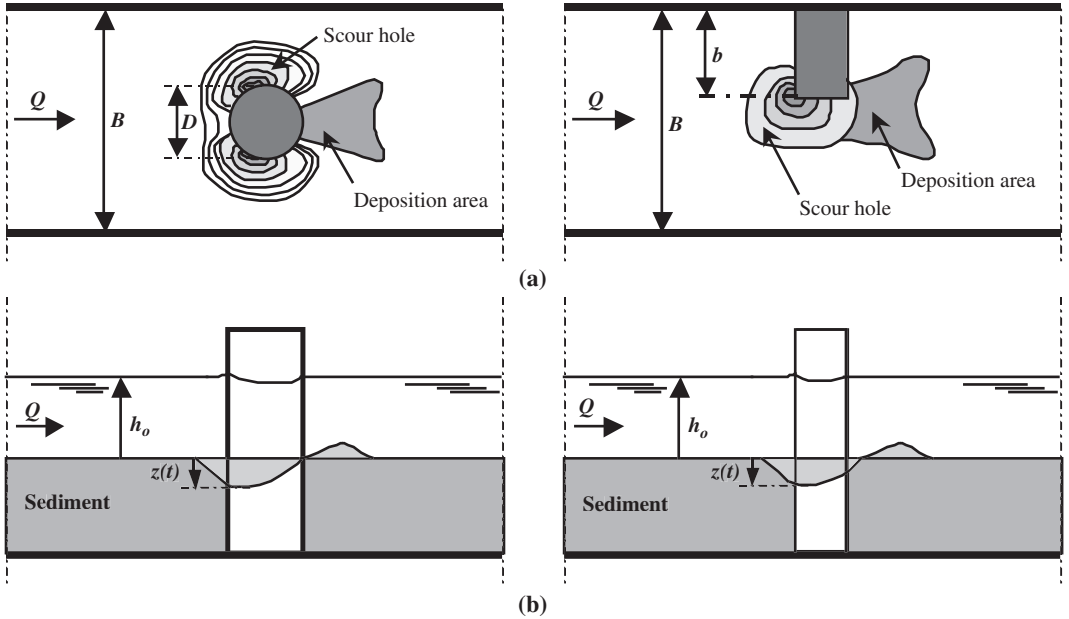 Scour hole
Q
B
D
Deposition area
b
Q
B
Deposition area
Scour hole
(a)
Q
h_o
z(t)
Sediment
Q
h_o
z(t)
Sediment
(b)